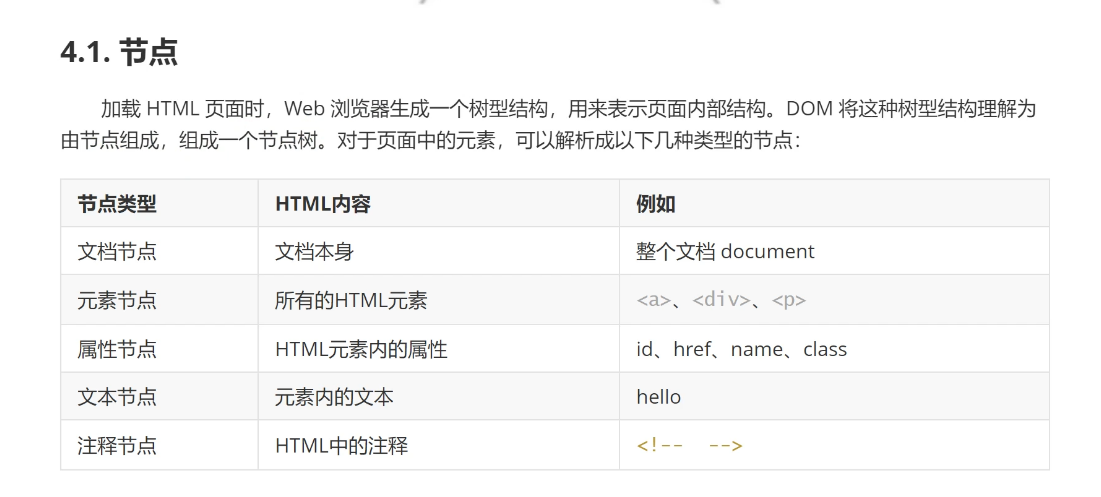 4.1. 节点
加载 HTML 页面时，Web 浏览器生成一个树型结构，用来表示页面内部结构。DOM 将这种树型结构理解为
由节点组成，组成一个节点树。对于页面中的元素，可以解析成以下几种类型的节点：
节点类型 HTML内容 例如
文档节点 文档本身 整个文档 document
元素节点 所有的HTML元素 <a>、<div>、<p>
属性节点 HTML元素内的属性 id、href、name、class
文本节点 元素内的文本 hello
注释节点 HTML中的注释 <!-- -->